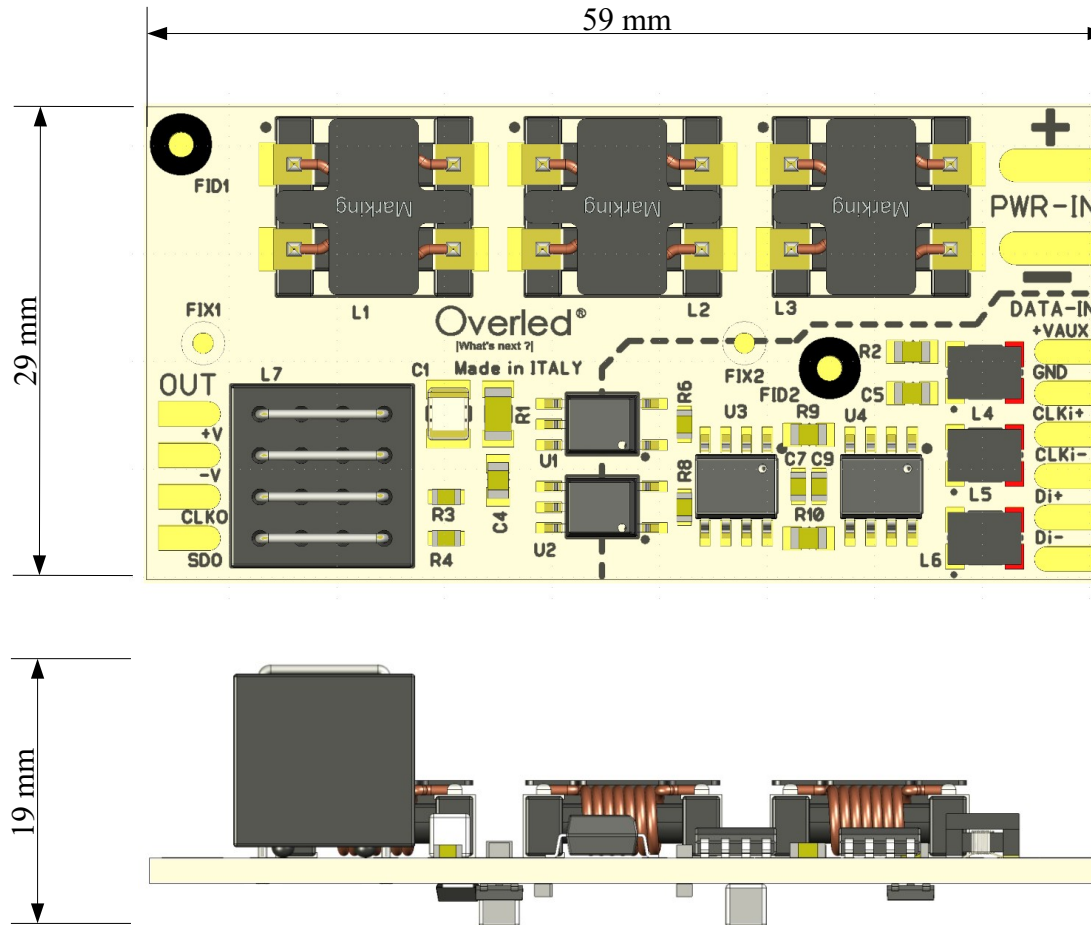 59 mm
29 mm
19 mm
FID1
Marking
Marking
Marking
+
PWR-IN
L1
L2
L3
FIX1
Overled®
|What's next ?|
Made in ITALY
DATA-IN
+VAUX
GND
CLKi+
CLKi-
Di+
Di-
FIX2
FID2
R2
C5
L4
L5
L6
OUT
+V
-V
CLKO
SDO
L7
C1
R1
C4
R3
R4
U1
U2
R6
R8
U3
R9
U4
C7
C9
R10